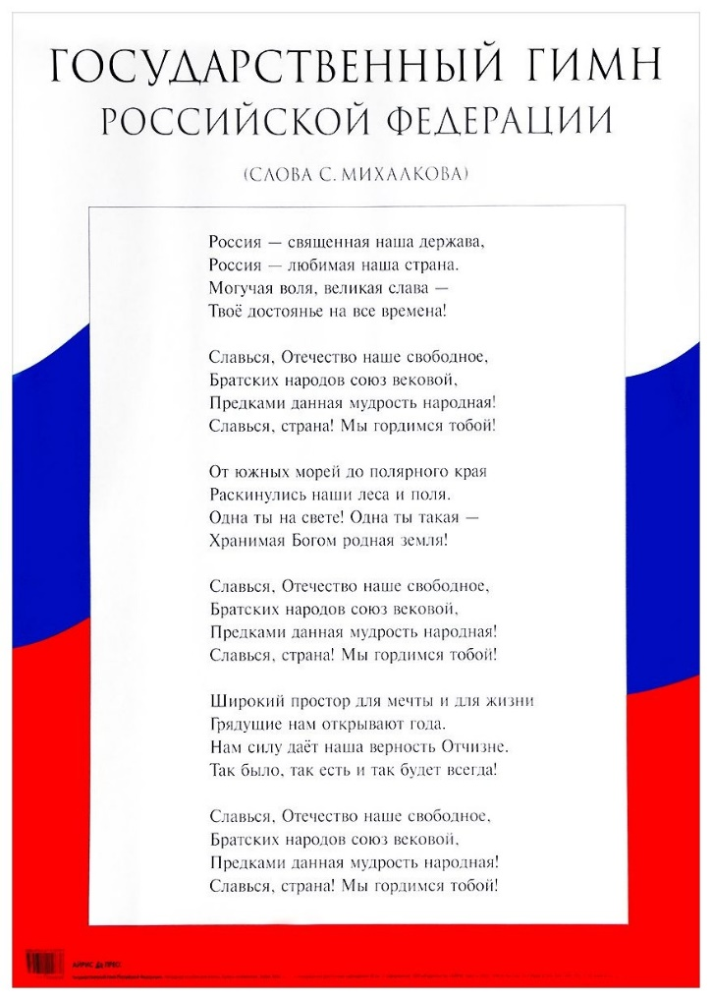 ГОСУДАРСТВЕННЫЙ ГИМН
РОССИЙСКОЙ ФЕДЕРАЦИИ
(СЛОВА С. МИХАЛКОВА)
Россия — священная наша держава,
Россия — любимая наша страна.
Могучая воля, великая слава —
Твоё достоянье на все времена!
Славься, Отечество наше свободное,
Братских народов союз вековой,
Предками данная мудрость народная!
Славься, страна! Мы гордимся тобой!
От южных морей до полярного края
Раскинулись наши леса и поля.
Одна ты на свете! Одна ты такая —
Хранимая Богом родная земля!
Славься, Отечество наше свободное,
Братских народов союз вековой,
Предками данная мудрость народная!
Славься, страна! Мы гордимся тобой!
Широкий простор для мечты и для жизни
Грядущие нам открывают года.
Нам силу даёт наша верность Отчизне.
Так было, так есть и так будет всегда!
Славься, Отечество наше свободное,
Братских народов союз вековой,
Предками данная мудрость народная!
Славься, страна! Мы гордимся тобой!